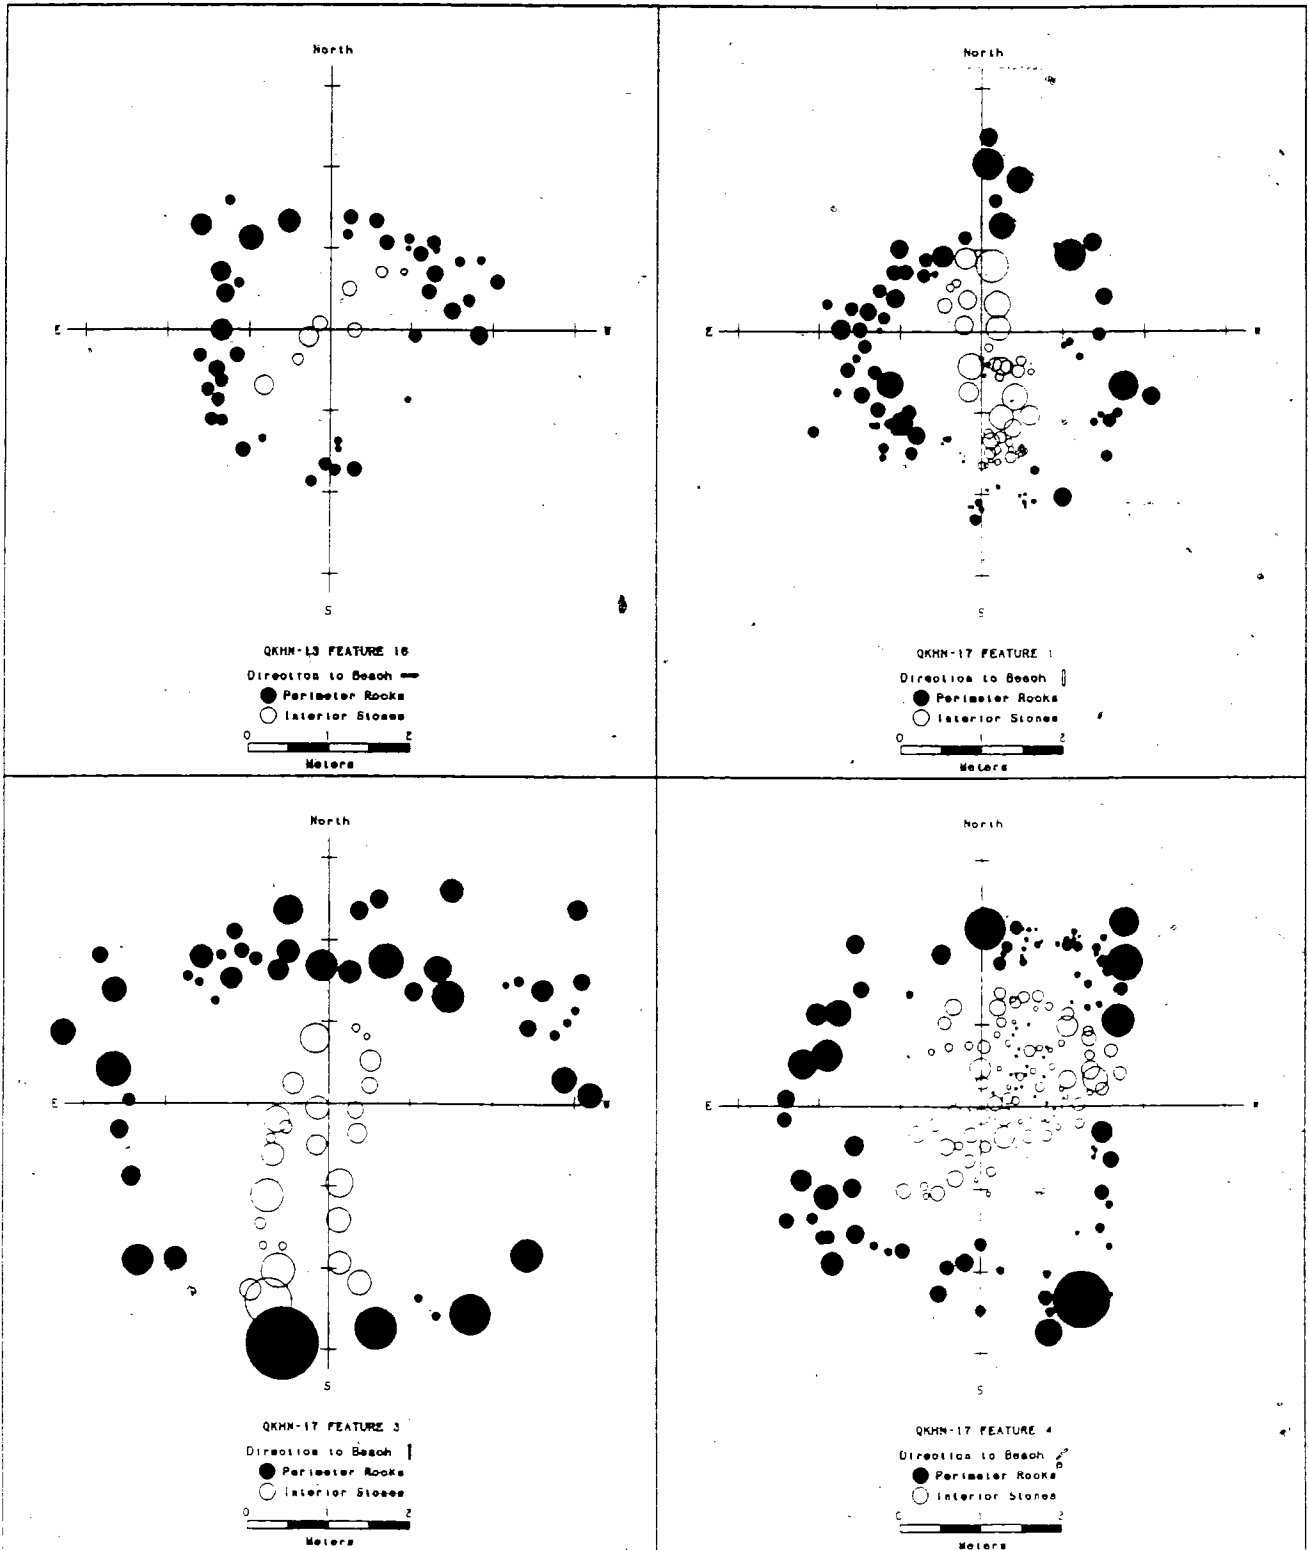 North
E
W
S
QKHN-13 FEATURE 16
Direction to Beach
Perimeter Rocks
Interior Stones
0 1 2
Meters
North
E
W
S
QKHN-17 FEATURE 1
Direction to Beach
Perimeter Rocks
Interior Stones
0 1 2
Meters
North
E
W
S
QKHN-17 FEATURE 3
Direction to Beach
Perimeter Rocks
Interior Stones
0 1 2
Meters
North
E
W
S
QKHN-17 FEATURE 4
Direction to Beach
Perimeter Rocks
Interior Stones
0 1 2
Meters